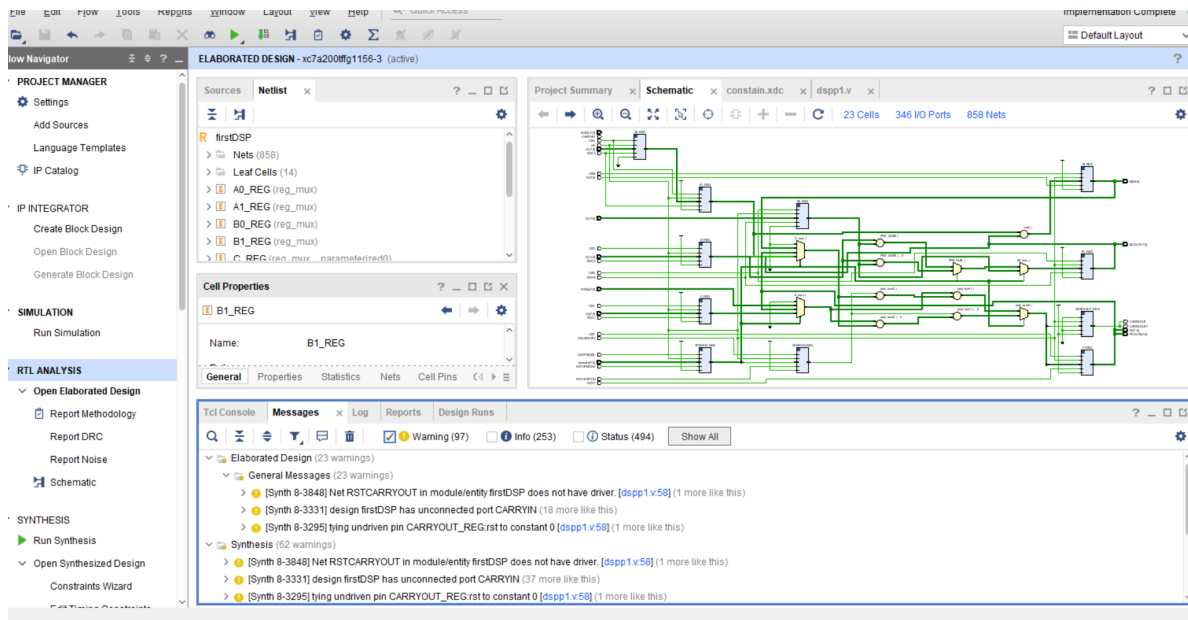 File Edit Flow Tools Reports Window Layout View Help Quick Access Implementation Complete
Default Layout
low Navigator
ELABORATED DESIGN - xc7a200tffg1156-3 (active)
PROJECT MANAGER
Settings
Add Sources
Language Templates
IP Catalog
IP INTEGRATOR
Create Block Design
Open Block Design
Generate Block Design
SIMULATION
Run Simulation
RTL ANALYSIS
Open Elaborated Design
Report Methodology
Report DRC
Report Noise
Schematic
SYNTHESIS
Run Synthesis
Open Synthesized Design
Constraints Wizard
Edit Timing Constraints
Sources Netlist
firstDSP
Nets (858)
Leaf Cells (14)
A0_REG (reg_mux)
A1_REG (reg_mux)
B0_REG (reg_mux)
B1_REG (reg_mux)
C_REG (reg_mux__parameterized0)
Cell Properties
B1_REG
Name: B1_REG
General Properties Statistics Nets Cell Pins
Project Summary Schematic constain.xdc dspp1.v
23 Cells 346 I/O Ports 858 Nets
Tcl Console Messages Log Reports Design Runs
Warning (97) Info (253) Status (494) Show All
Elaborated Design (23 warnings)
General Messages (23 warnings)
[Synth 8-3848] Net RSTCARRYOUT in module/entity firstDSP does not have driver. [dspp1.v:58] (1 more like this)
[Synth 8-3331] design firstDSP has unconnected port CARRYIN (18 more like this)
[Synth 8-3295] tying undriven pin CARRYOUT_REG:rst to constant 0 [dspp1.v:58] (1 more like this)
Synthesis (62 warnings)
[Synth 8-3848] Net RSTCARRYOUT in module/entity firstDSP does not have driver. [dspp1.v:58] (1 more like this)
[Synth 8-3331] design firstDSP has unconnected port CARRYIN (37 more like this)
[Synth 8-3295] tying undriven pin CARRYOUT_REG:rst to constant 0 [dspp1.v:58] (1 more like this)